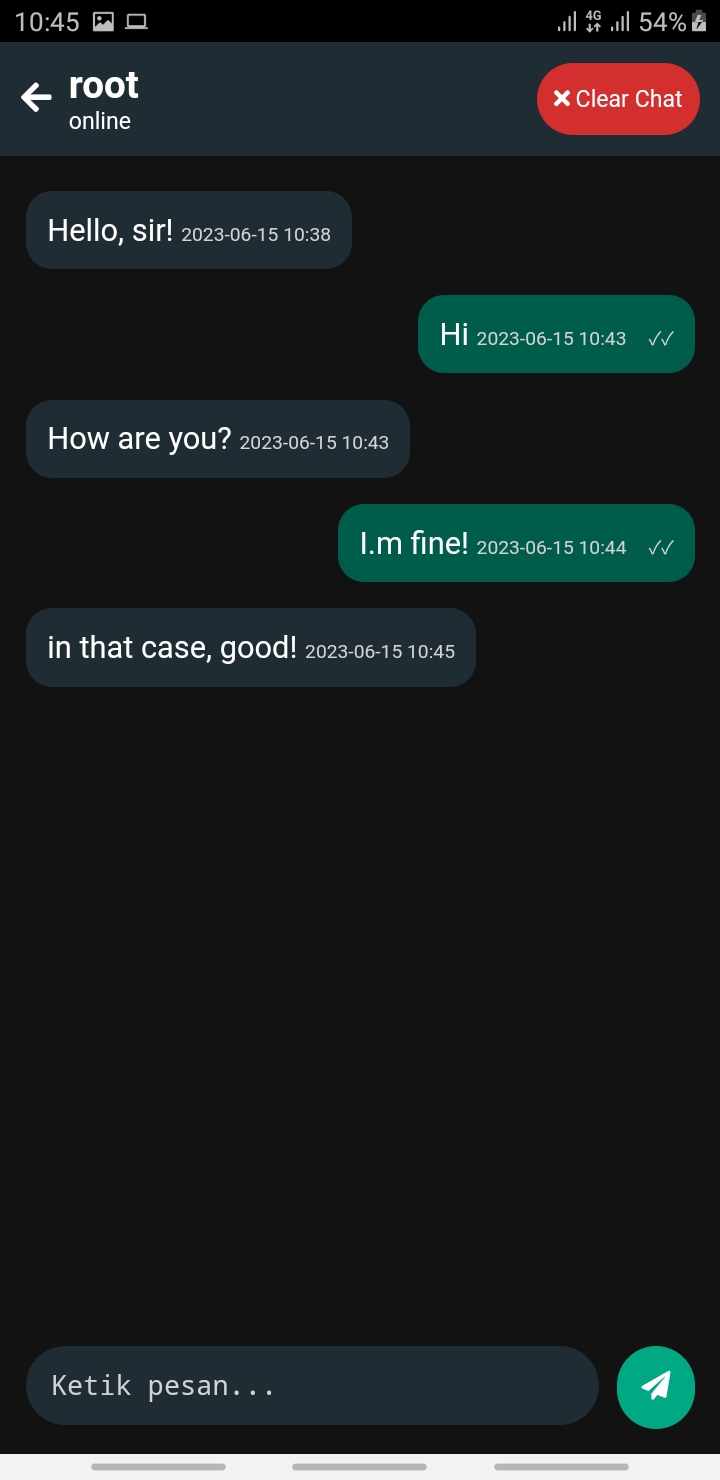 10:45 4G 54%
root
online
Clear Chat
Hello, sir! 2023-06-15 10:38
Hi 2023-06-15 10:43
How are you? 2023-06-15 10:43
I.m fine! 2023-06-15 10:44
in that case, good! 2023-06-15 10:45
Ketik pesan...